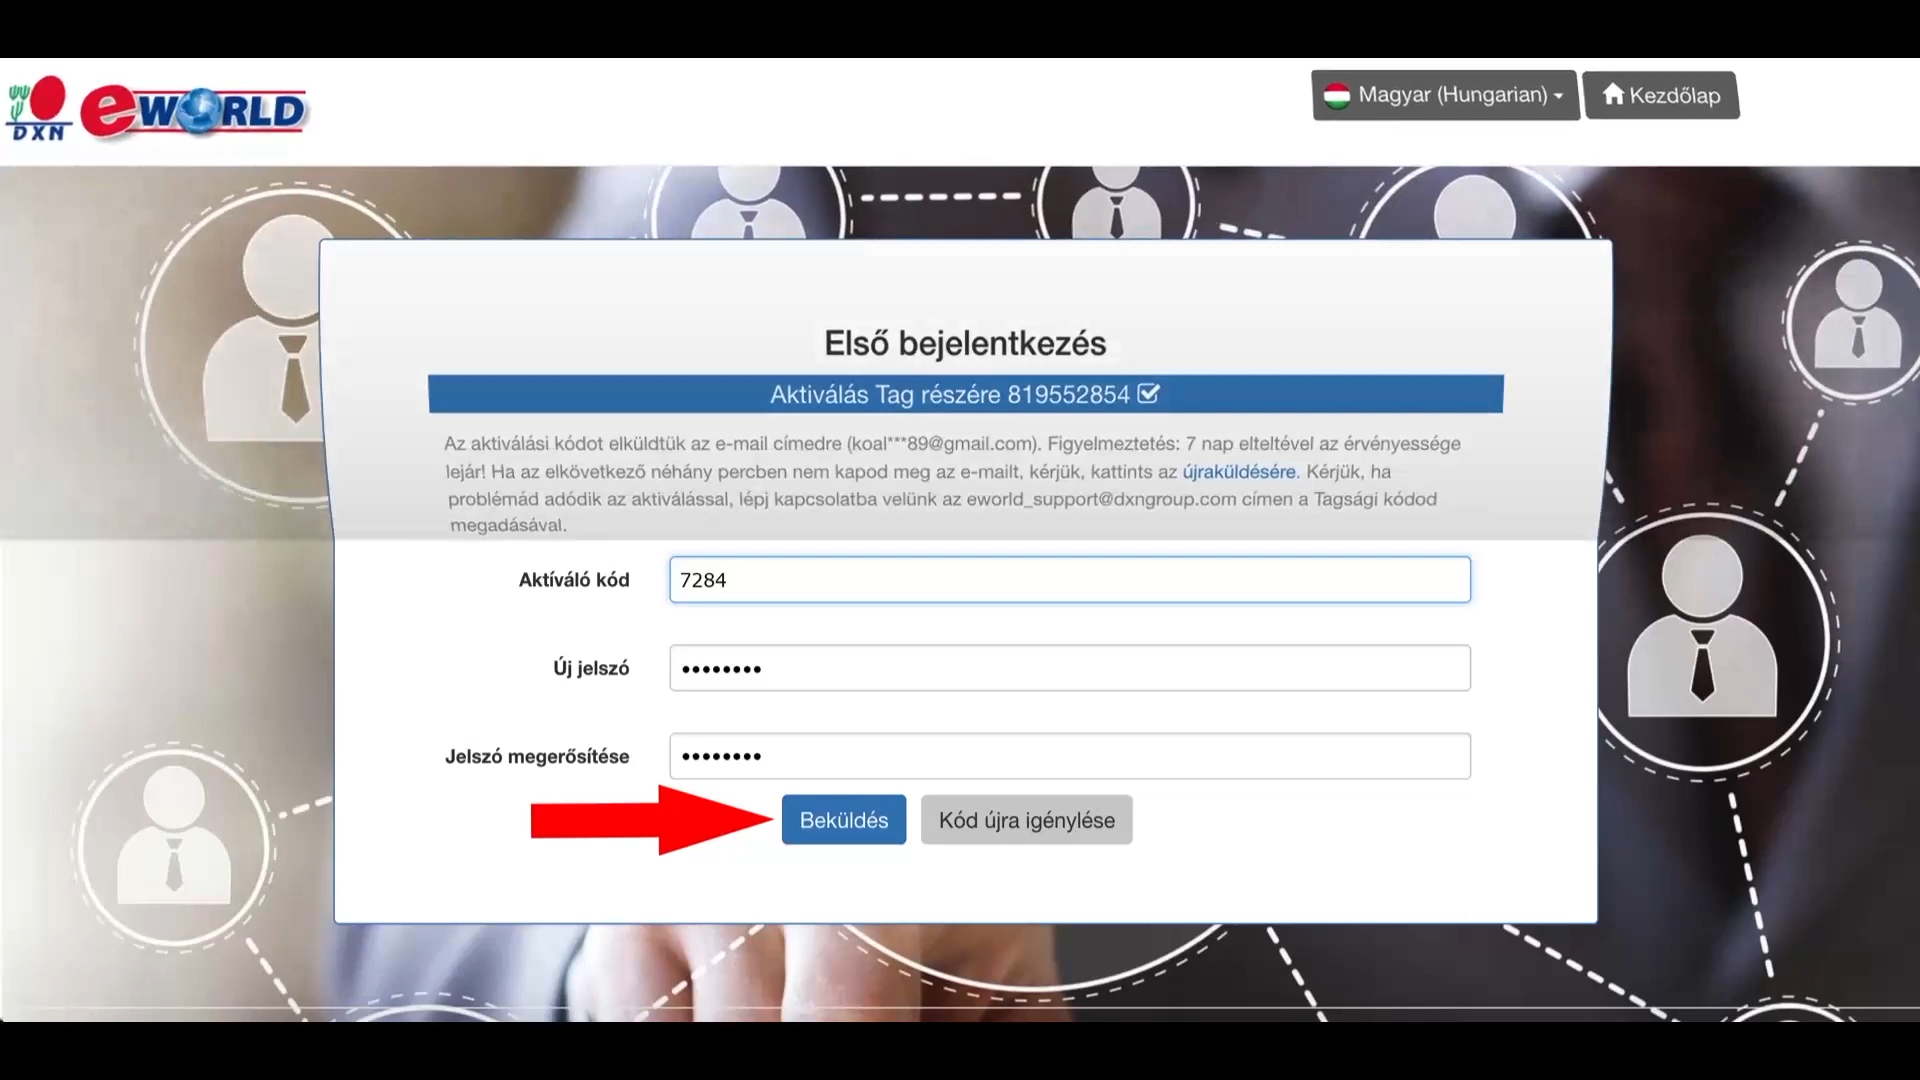 DXN
eWORLD
Magyar (Hungarian)
Kezdőlap
Első bejelentkezés
Aktiválás Tag részére 819552854
Az aktiválási kódot elküldtük az e-mail címedre (koal***89@gmail.com). Figyelmeztetés: 7 nap elteltével az érvényessége
lejár! Ha az elkövetkező néhány percben nem kapod meg az e-mailt, kérjük, kattints az újraküldésére. Kérjük, ha
problémád adódik az aktiválással, lépj kapcsolatba velünk az eworld_support@dxngroup.com címen a Tagsági kódod
megadásával.
Aktíváló kód
7284
Új jelszó
••••••••
Jelszó megerősítése
••••••••
Beküldés
Kód újra igénylése